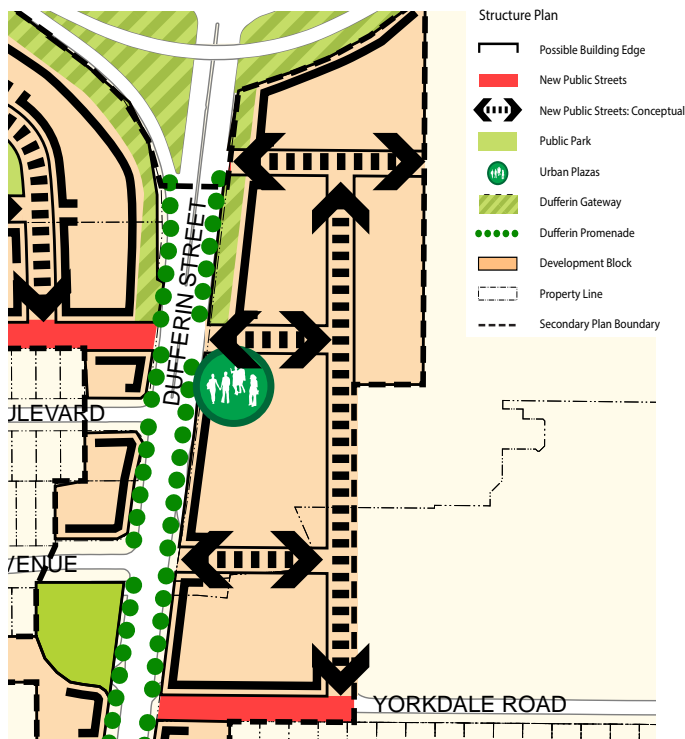 Structure Plan
Possible Building Edge
New Public Streets
New Public Streets: Conceptual
Public Park
Urban Plazas
Dufferin Gateway
Dufferin Promenade
Development Block
Property Line
Secondary Plan Boundary
DUFFERIN STREET
ULEVARD
VENUE
YORKDALE ROAD